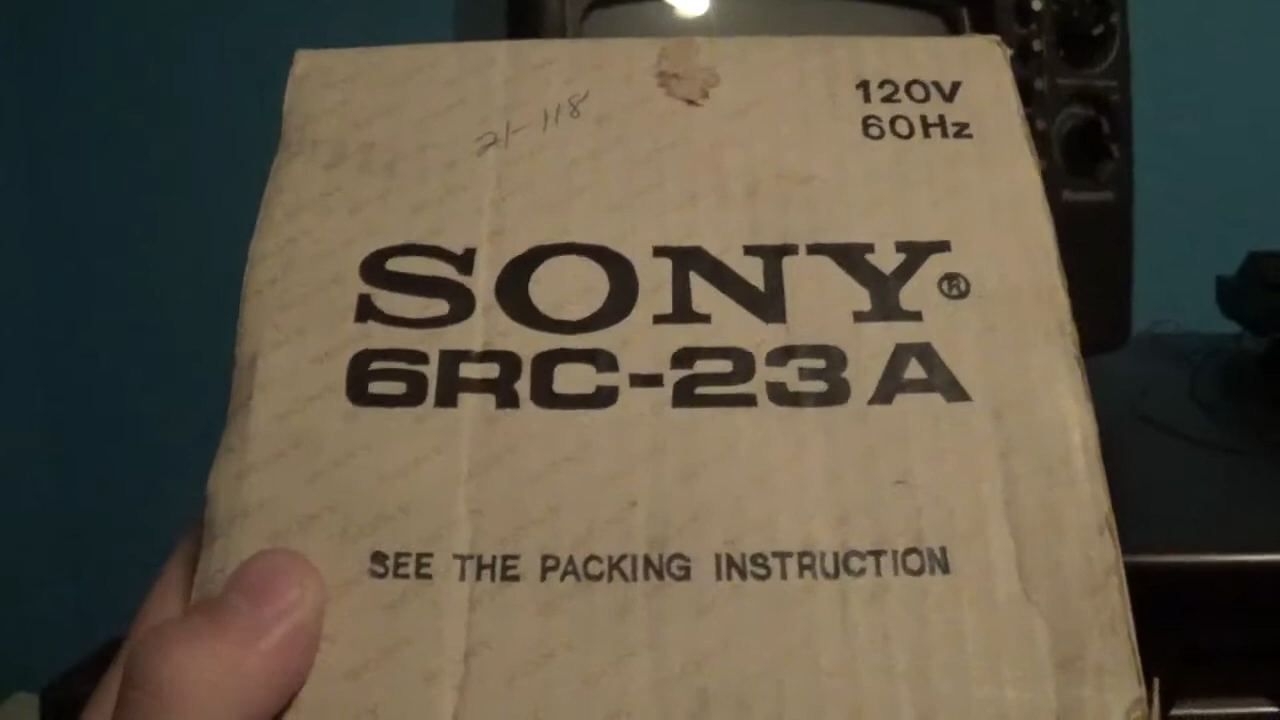 120V
60Hz
21-118
SONY®
6RC-23A
SEE THE PACKING INSTRUCTION